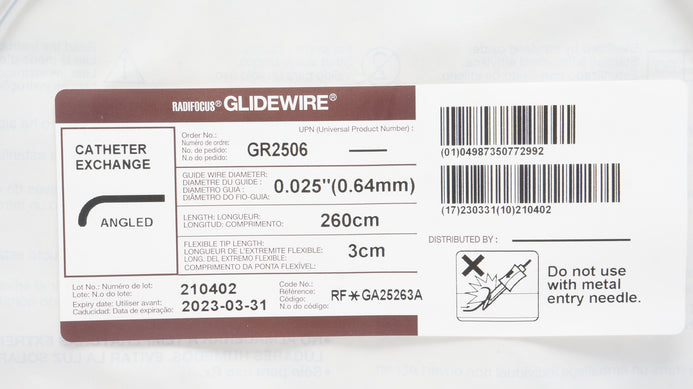 RADIFOCUS® GLIDEWIRE®
CATHETER
EXCHANGE
ANGLED
Order No.:
Numéro de ordre:
N.o de pedido:
GR2506
UPN (Universal Product Number) :
GUIDE WIRE DIAMETER:
DIAMETRE DU GUIDE :
DIÁMETRO GUIA :
DIÂMETRO DO FIO-GUIA:
0.025"(0.64mm)
LENGTH: LONGUEUR:
LONGITUD: COMPRIMENTO:
260cm
FLEXIBLE TIP LENGTH:
LONGUEUR DE L'EXTREMITE FLEXIBLE:
LONG. DEL EXTREMO FLEXIBLE:
COMPRIMENTO DA PONTA FLEXÍVEL:
3cm
Lot No.: Numéro de lot:
Lote: N.o do lote:
210402
Expiry date: Utiliser avant:
Caducidad: Data de expiração:
2023-03-31
Code No.:
Référence:
Código:
N.o do código:
RF*GA25263A
(01)04987350772992
(17)230331(10)210402
DISTRIBUTED BY :
Do not use
with metal
entry needle.